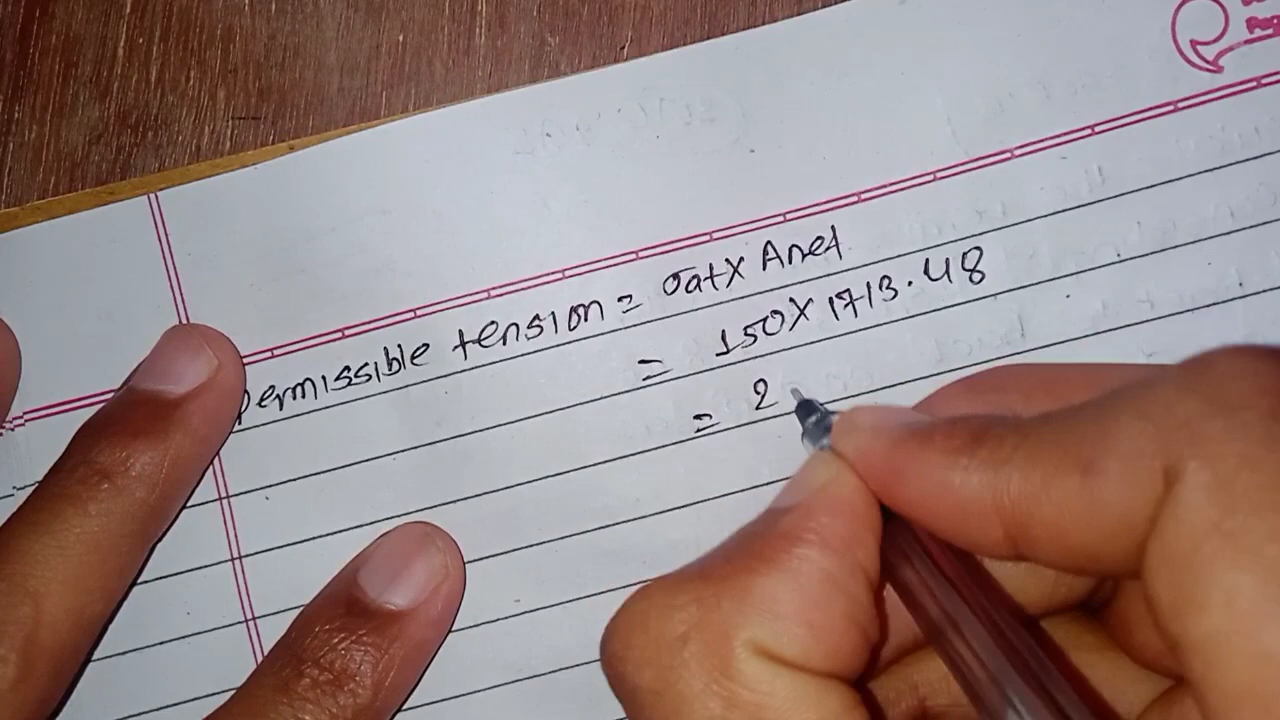 permissible tension = σat x Anet
= 150 x 1713.48
= 2